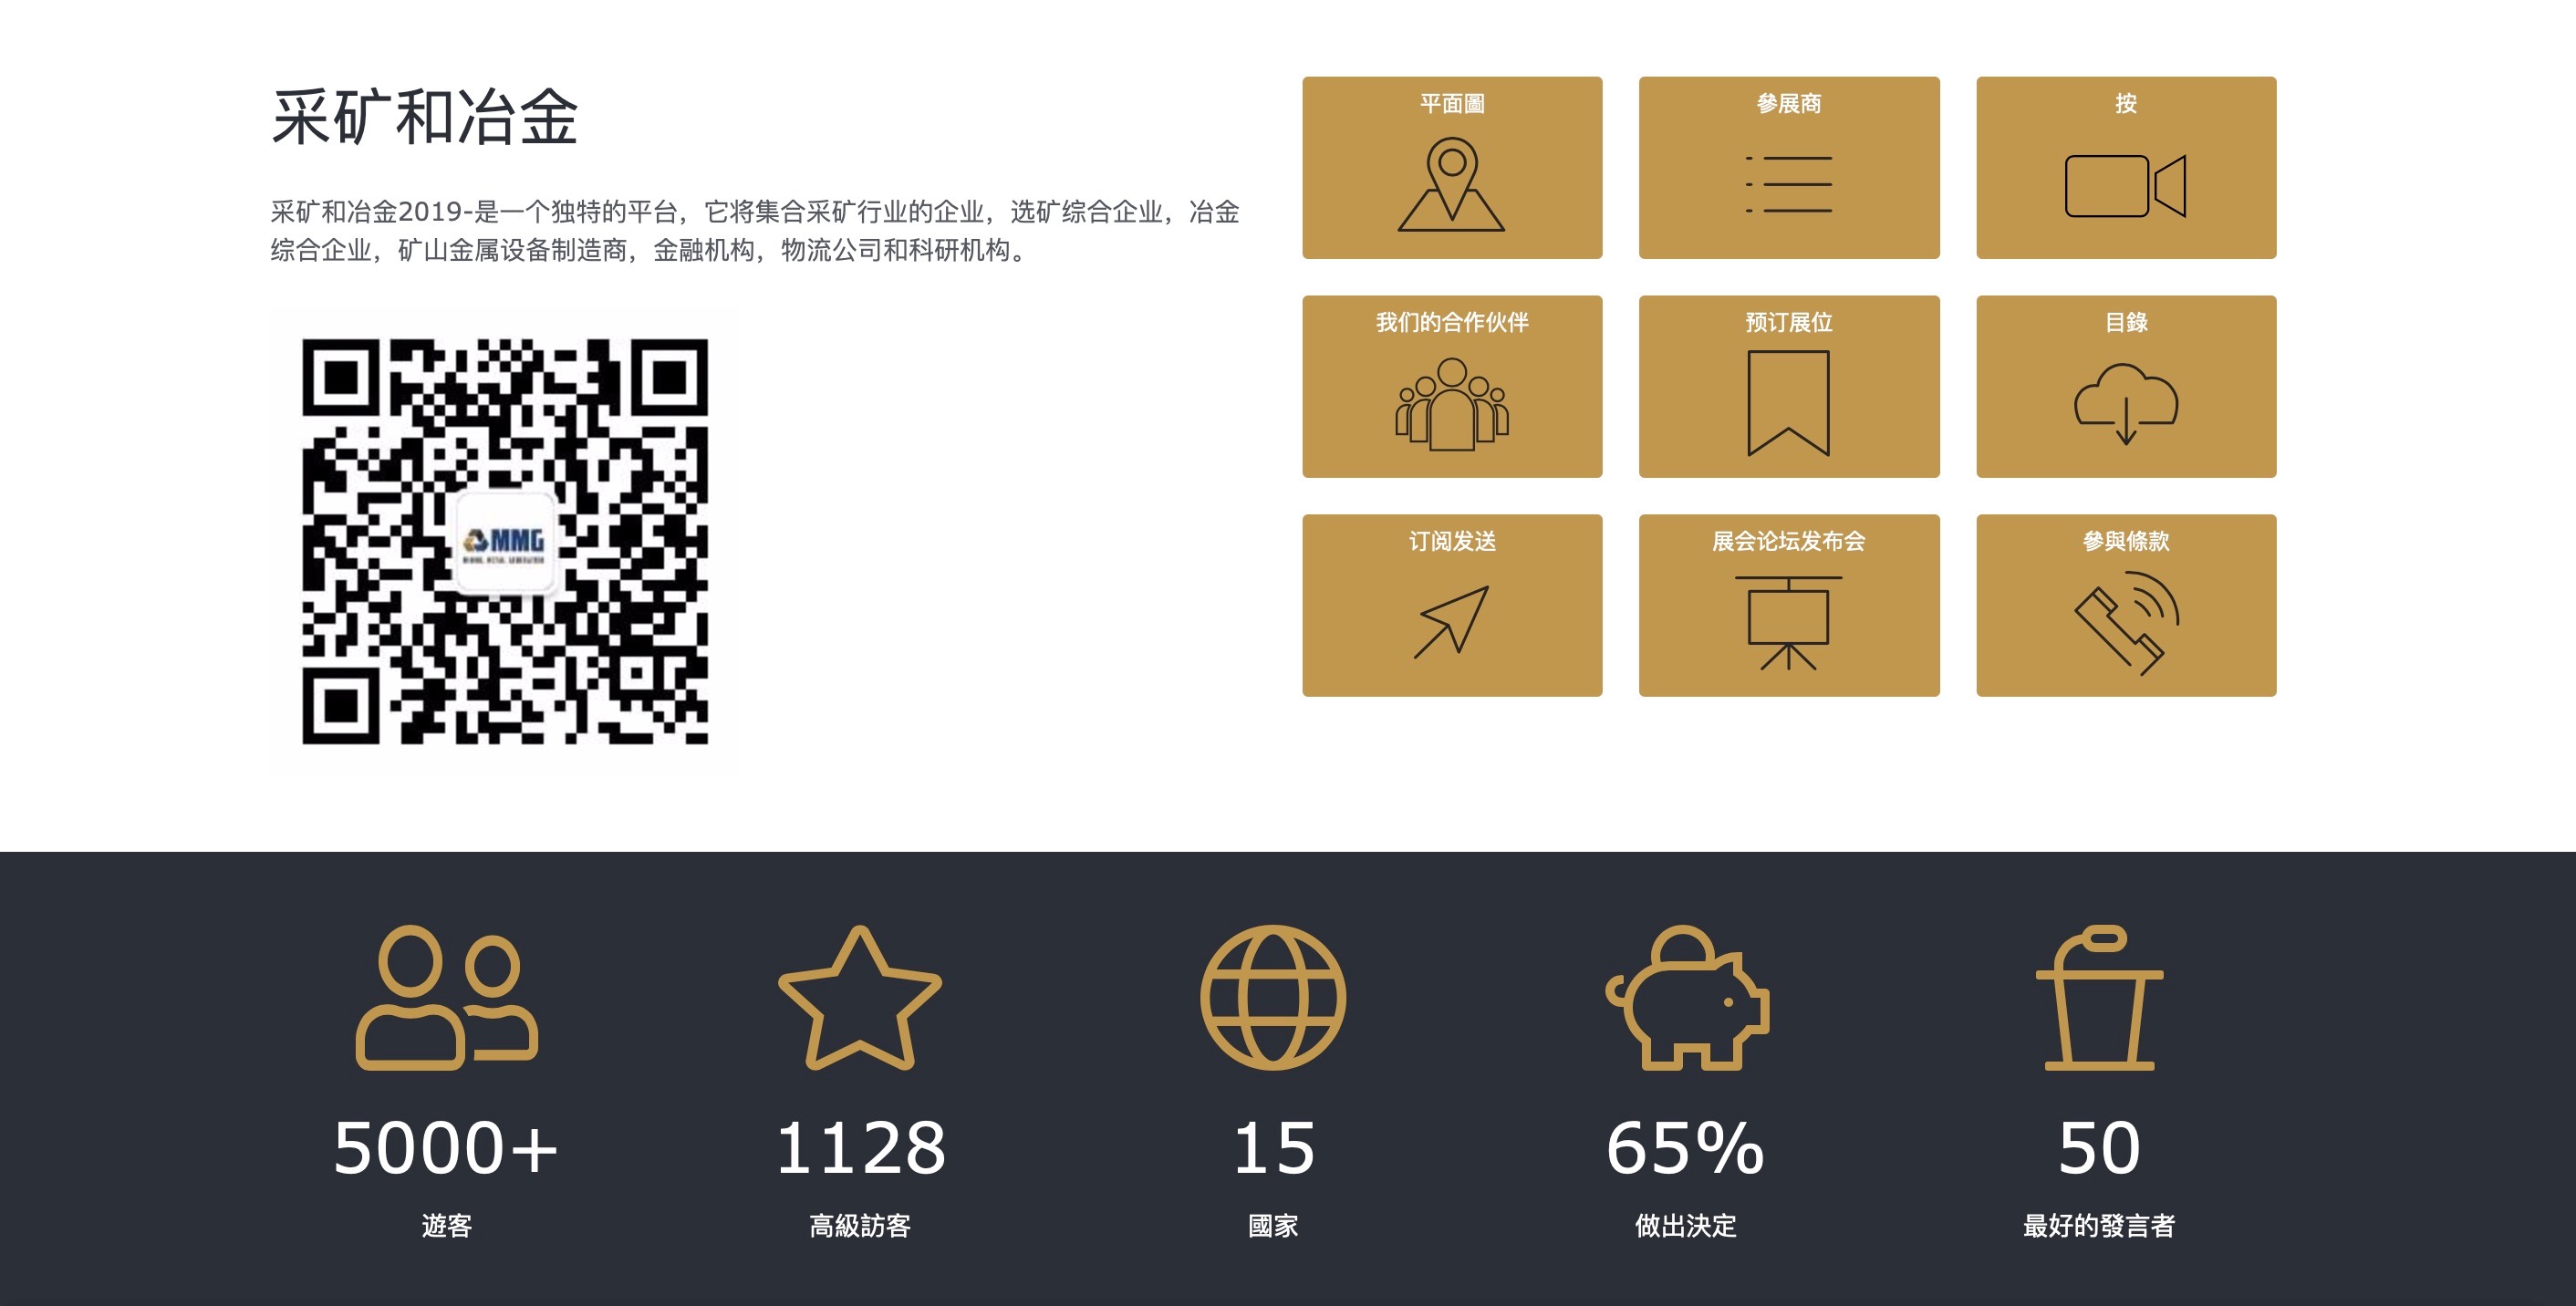 采矿和冶金
采矿和冶金2019-是一个独特的平台，它将集合采矿行业的企业，选矿综合企业，冶金
综合企业，矿山金属设备制造商，金融机构，物流公司和科研机构。
MMG
平面圖
參展商
按
我们的合作伙伴
预订展位
目錄
订阅发送
展会论坛发布会
參與條款
5000+
1128
15
65%
50
遊客
高級訪客
國家
做出決定
最好的發言者